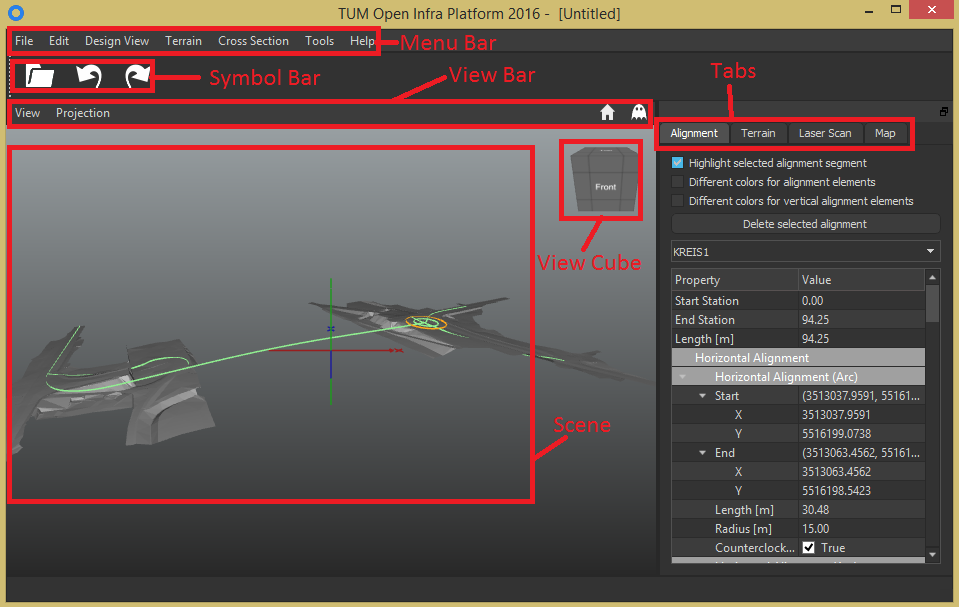 TUM Open Infra Platform 2016 - [Untitled]
File Edit Design View Terrain Cross Section Tools Help
Menu Bar
Symbol Bar
View Bar
Tabs
View Projection
Alignment Terrain Laser Scan Map
Highlight selected alignment segment
Different colors for alignment elements
Different colors for vertical alignment elements
Delete selected alignment
Front
View Cube
KREIS1
Property Value
Start Station 0.00
End Station 94.25
Length [m] 94.25
Horizontal Alignment
Horizontal Alignment (Arc)
Start (3513037.9591, 55161...
X 3513037.9591
Y 5516199.0738
End (3513063.4562, 55161...
X 3513063.4562
Y 5516198.5423
Length [m] 30.48
Radius [m] 15.00
Counterclock... True
Scene